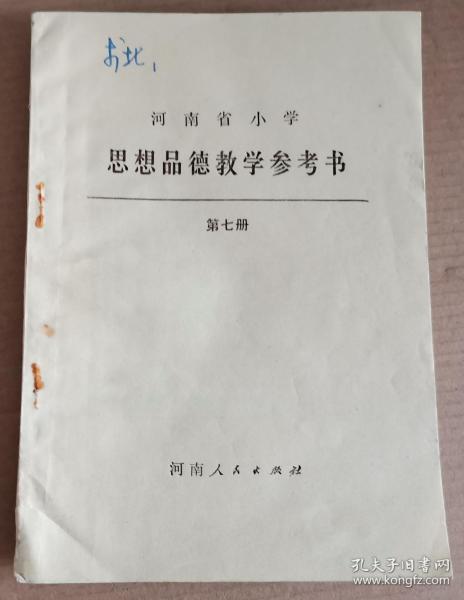 河南省小学
思想品德教学参考书
第七册
河南人民出版社
孔夫子旧书网
www.kongfz.com